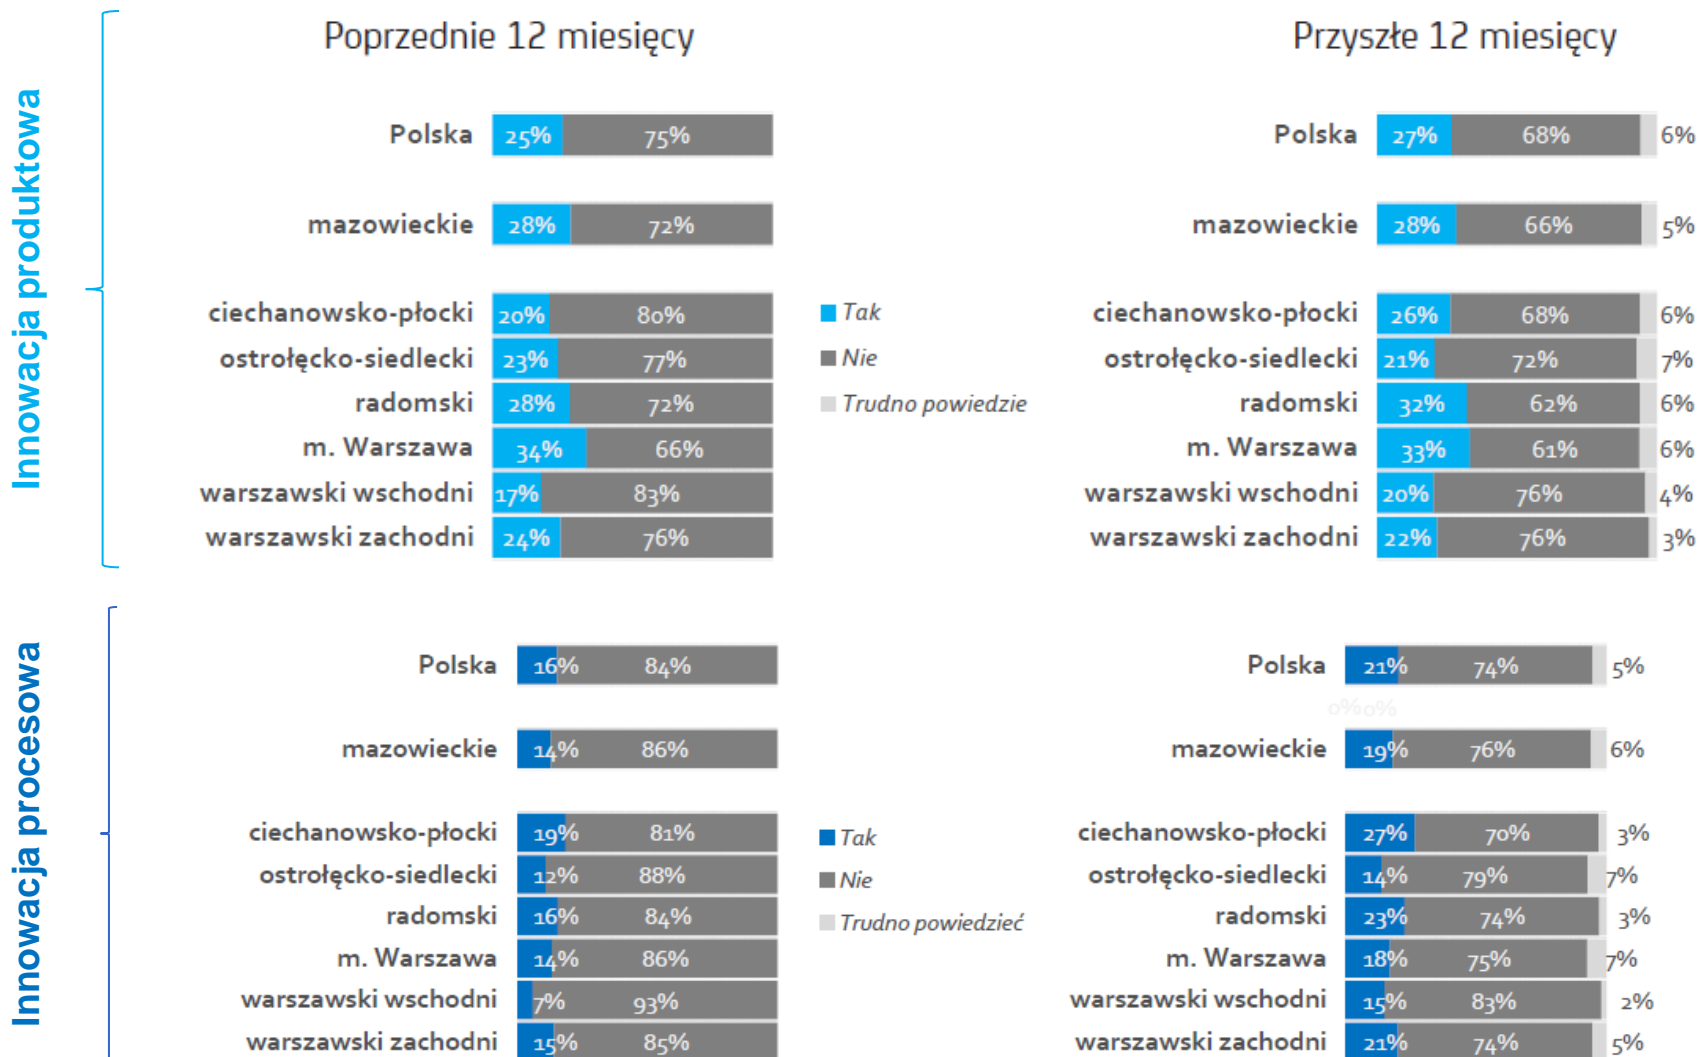 Poprzednie 12 miesięcy
Przyszłe 12 miesięcy
Innowacja produktowa
Polska 25% 75%
mazowieckie 28% 72%
ciechanowsko-płocki 20% 80%
ostrołęcko-siedlecki 23% 77%
radomski 28% 72%
m. Warszawa 34% 66%
warszawski wschodni 17% 83%
warszawski zachodni 24% 76%
Tak
Nie
Trudno powiedzie
Polska 27% 68% 6%
mazowieckie 28% 66% 5%
ciechanowsko-płocki 26% 68% 6%
ostrołęcko-siedlecki 21% 72% 7%
radomski 32% 62% 6%
m. Warszawa 33% 61% 6%
warszawski wschodni 20% 76% 4%
warszawski zachodni 22% 76% 3%
Innowacja procesowa
Polska 16% 84%
mazowieckie 14% 86%
ciechanowsko-płocki 19% 81%
ostrołęcko-siedlecki 12% 88%
radomski 16% 84%
m. Warszawa 14% 86%
warszawski wschodni 7% 93%
warszawski zachodni 15% 85%
Tak
Nie
Trudno powiedzieć
Polska 21% 74% 5%
0% 0%
mazowieckie 19% 76% 6%
ciechanowsko-płocki 27% 70% 3%
ostrołęcko-siedlecki 14% 79% 7%
radomski 23% 74% 3%
m. Warszawa 18% 75% 7%
warszawski wschodni 15% 83% 2%
warszawski zachodni 21% 74% 5%